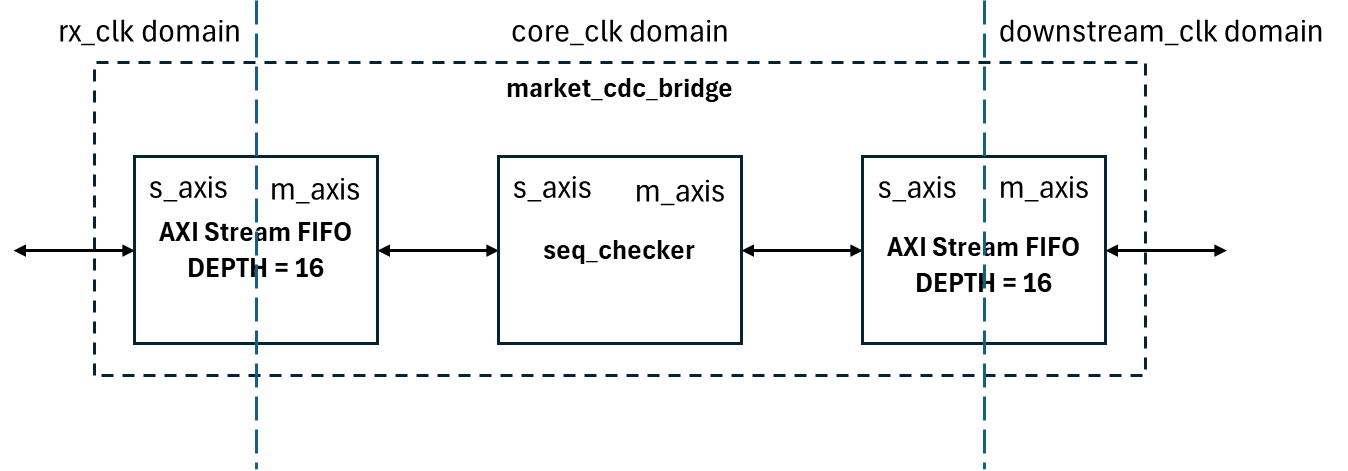 rx_clk domain
core_clk domain
downstream_clk domain
market_cdc_bridge
s_axis
m_axis
AXI Stream FIFO
DEPTH = 16
s_axis
m_axis
seq_checker
s_axis
m_axis
AXI Stream FIFO
DEPTH = 16